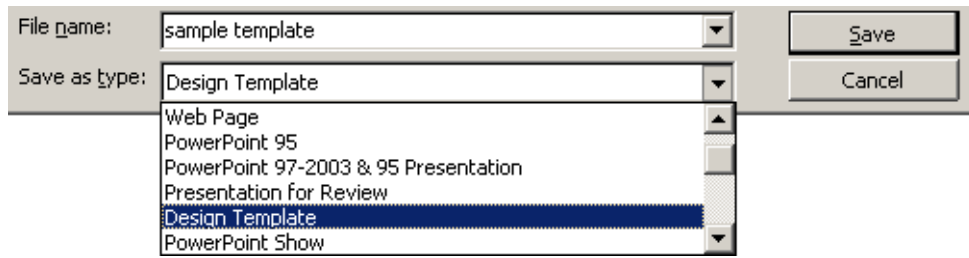 File name: sample template Save
Save as type: Design Template Cancel
Web Page
PowerPoint 95
PowerPoint 97-2003 & 95 Presentation
Presentation for Review
Design Template
PowerPoint Show